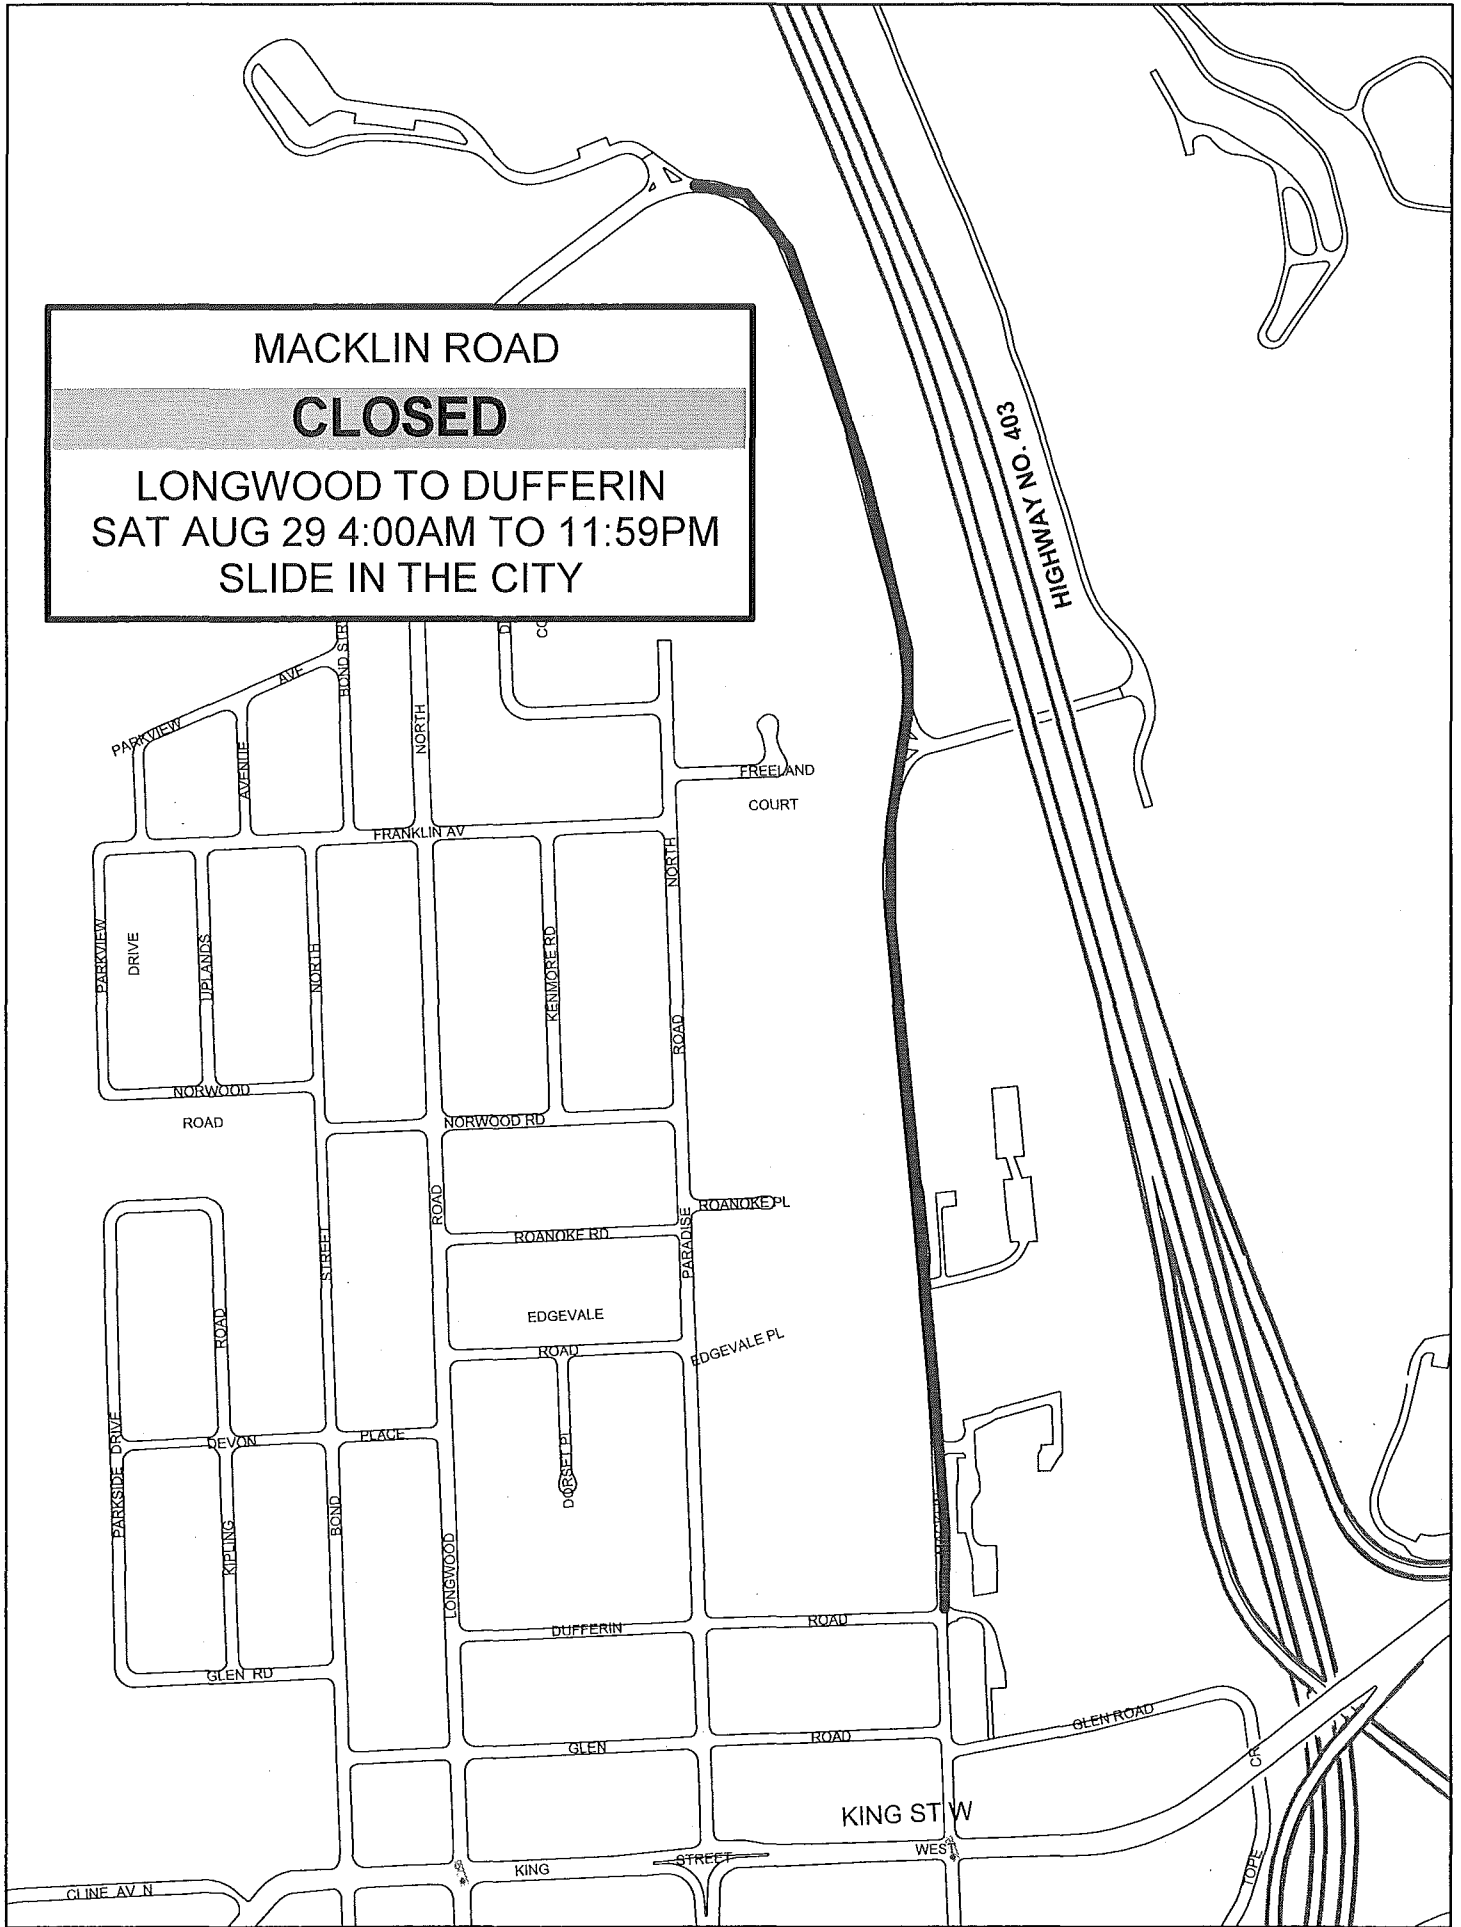 MACKLIN ROAD
CLOSED
LONGWOOD TO DUFFERIN
SAT AUG 29 4:00AM TO 11:59PM
SLIDE IN THE CITY
HIGHWAY NO. 403
BOND STR
AVE
PARKVIEW
AVENUE
NORTH
FREELAND
COURT
FRANKLIN AV
NORTH
PARKVIEW
DRIVE
UPLANDS
NORTH
KENMORE RD
ROAD
NORWOOD
ROAD
NORWOOD RD
ROAD
ROANOKE PL
ROANOKE RD
PARADISE
STREET
EDGEVALE
ROAD
EDGEVALE PL
ROAD
PARKSIDE DRIVE
DEVON
PLACE
DORSET PL
KIPLING
BOND
LONGWOOD
DUFFERIN
ROAD
GLEN RD
GLEN
ROAD
GLEN ROAD
CR
KING ST W
KING
STREET
WEST
TOPE
CLINE AV N